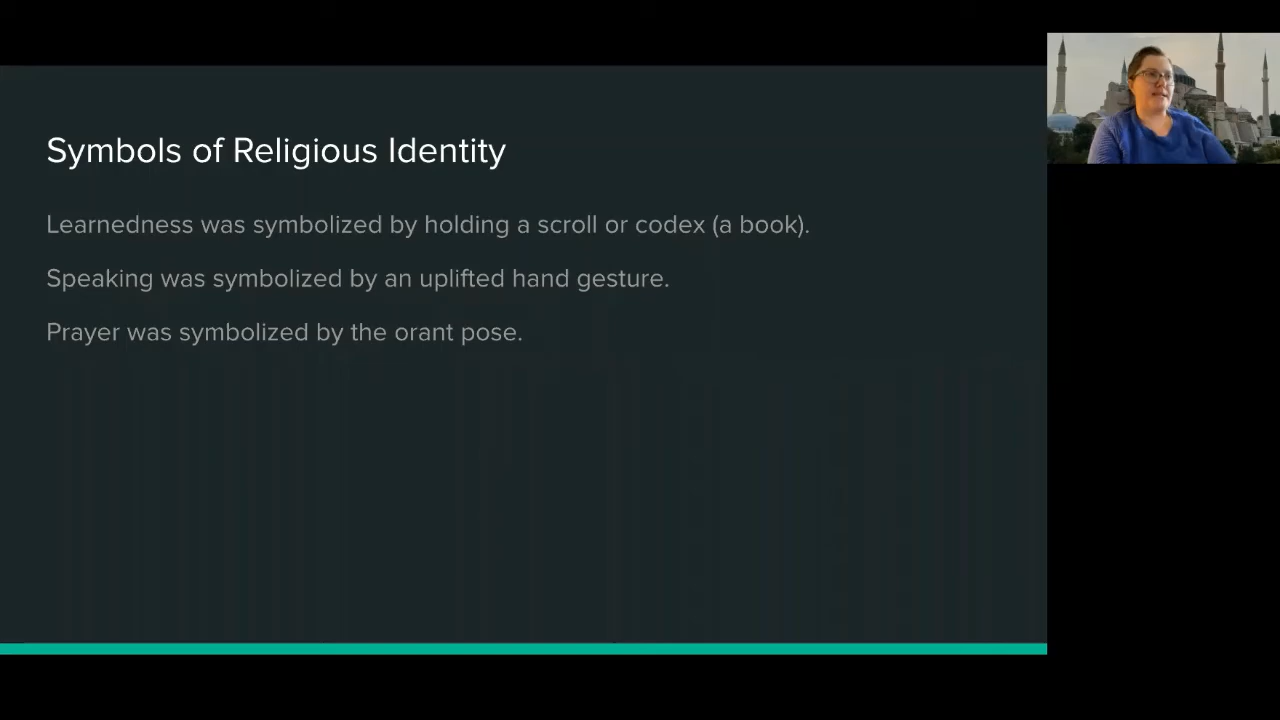 Symbols of Religious Identity
Learnedness was symbolized by holding a scroll or codex (a book).
Speaking was symbolized by an uplifted hand gesture.
Prayer was symbolized by the orant pose.